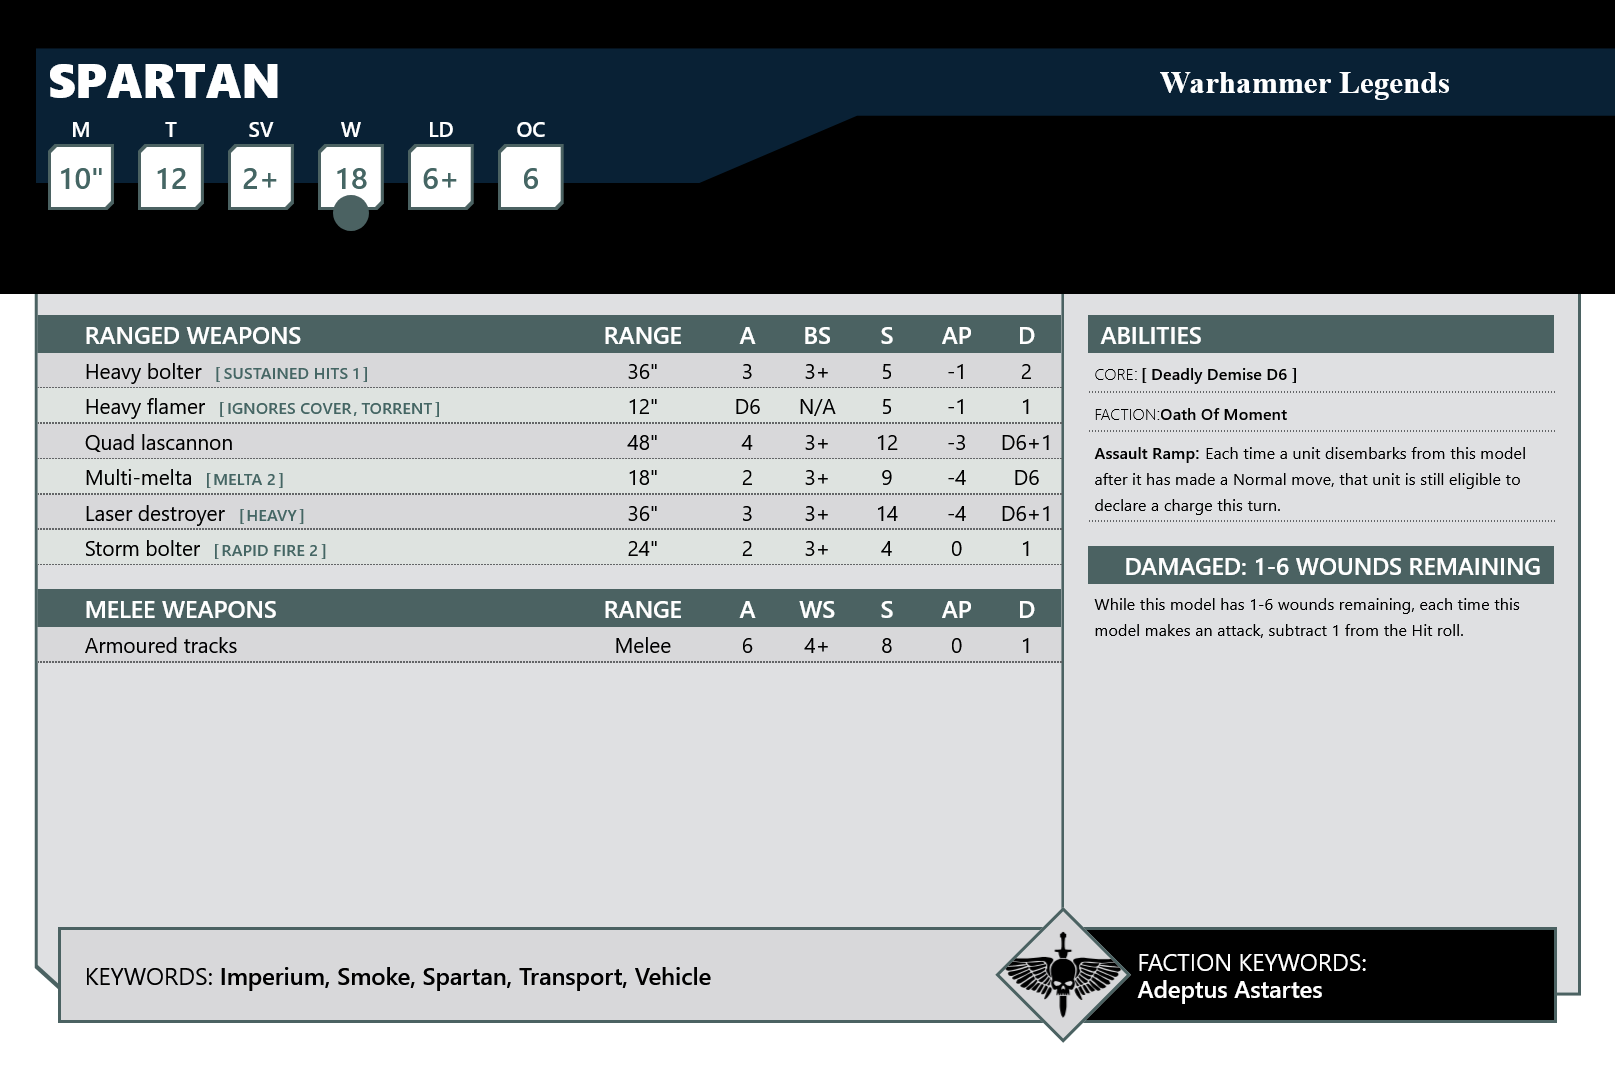 SPARTAN
Warhammer Legends
M T SV W LD OC
10" 12 2+ 18 6+ 6
RANGED WEAPONS RANGE A BS S AP D
Heavy bolter [ SUSTAINED HITS 1 ] 36" 3 3+ 5 -1 2
Heavy flamer [ IGNORES COVER, TORRENT ] 12" D6 N/A 5 -1 1
Quad lascannon 48" 4 3+ 12 -3 D6+1
Multi-melta [ MELTA 2 ] 18" 2 3+ 9 -4 D6
Laser destroyer [ HEAVY ] 36" 3 3+ 14 -4 D6+1
Storm bolter [ RAPID FIRE 2 ] 24" 2 3+ 4 0 1
MELEE WEAPONS RANGE A WS S AP D
Armoured tracks Melee 6 4+ 8 0 1
ABILITIES
CORE: [ Deadly Demise D6 ]
FACTION:Oath Of Moment
Assault Ramp: Each time a unit disembarks from this model
after it has made a Normal move, that unit is still eligible to
declare a charge this turn.
DAMAGED: 1-6 WOUNDS REMAINING
While this model has 1-6 wounds remaining, each time this
model makes an attack, subtract 1 from the Hit roll.
KEYWORDS: Imperium, Smoke, Spartan, Transport, Vehicle
FACTION KEYWORDS:
Adeptus Astartes